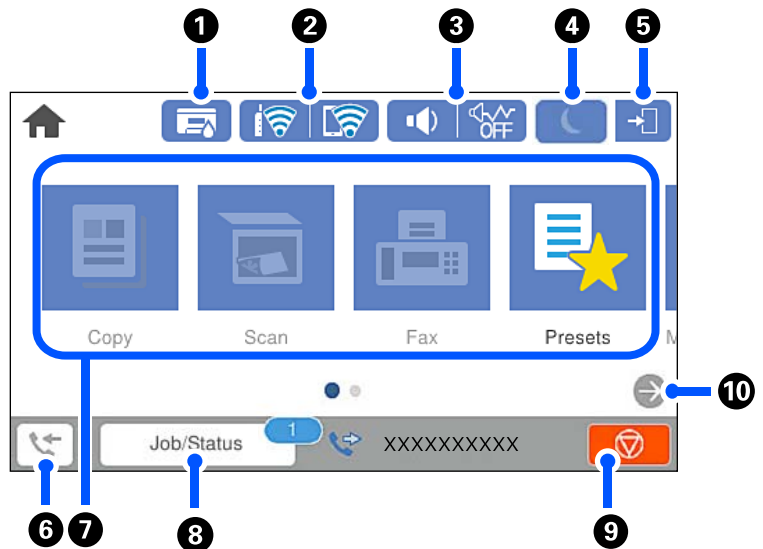 1 2 3 4 5
OFF
Copy Scan Fax Presets M
10
1
Job/Status XXXXXXXXXX
6 7 8 9